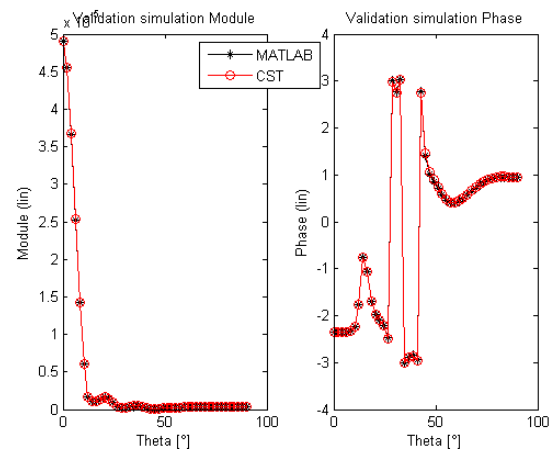 Validation simulation Module
x 10^5
5
4.5
4
3.5
3
2.5
2
1.5
1
0.5
0
0
50
100
Module (lin)
Theta [°]
MATLAB
CST
Validation simulation Phase
4
3
2
1
0
-1
-2
-3
-4
0
50
100
Phase (lin)
Theta [°]